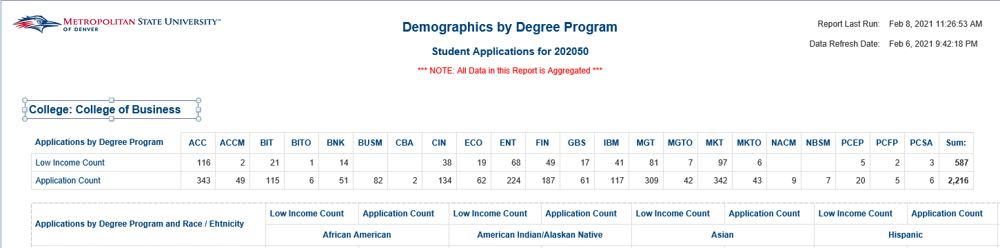 METROPOLITAN STATE UNIVERSITY™
OF DENVER
Demographics by Degree Program
Student Applications for 202050
*** NOTE: All Data in this Report is Aggregated ***
Report Last Run: Feb 8, 2021 11:26:53 AM
Data Refresh Date: Feb 6, 2021 9:42:18 PM
College: College of Business
Applications by Degree Program ACC ACCM BIT BITO BNK BUSM CBA CIN ECO ENT FIN GBS IBM MGT MGTO MKT MKTO NACM NBSM PCEP PCFP PCSA Sum:
Low Income Count 116 2 21 1 14 38 19 68 49 17 41 81 7 97 6 5 2 3 587
Application Count 343 49 115 6 51 82 2 134 62 224 187 61 117 309 42 342 43 9 7 20 5 6 2,216
Applications by Degree Program and Race / Ehtnicity
Low Income Count Application Count Low Income Count Application Count Low Income Count Application Count Low Income Count Application Count
African American American Indian/Alaskan Native Asian Hispanic